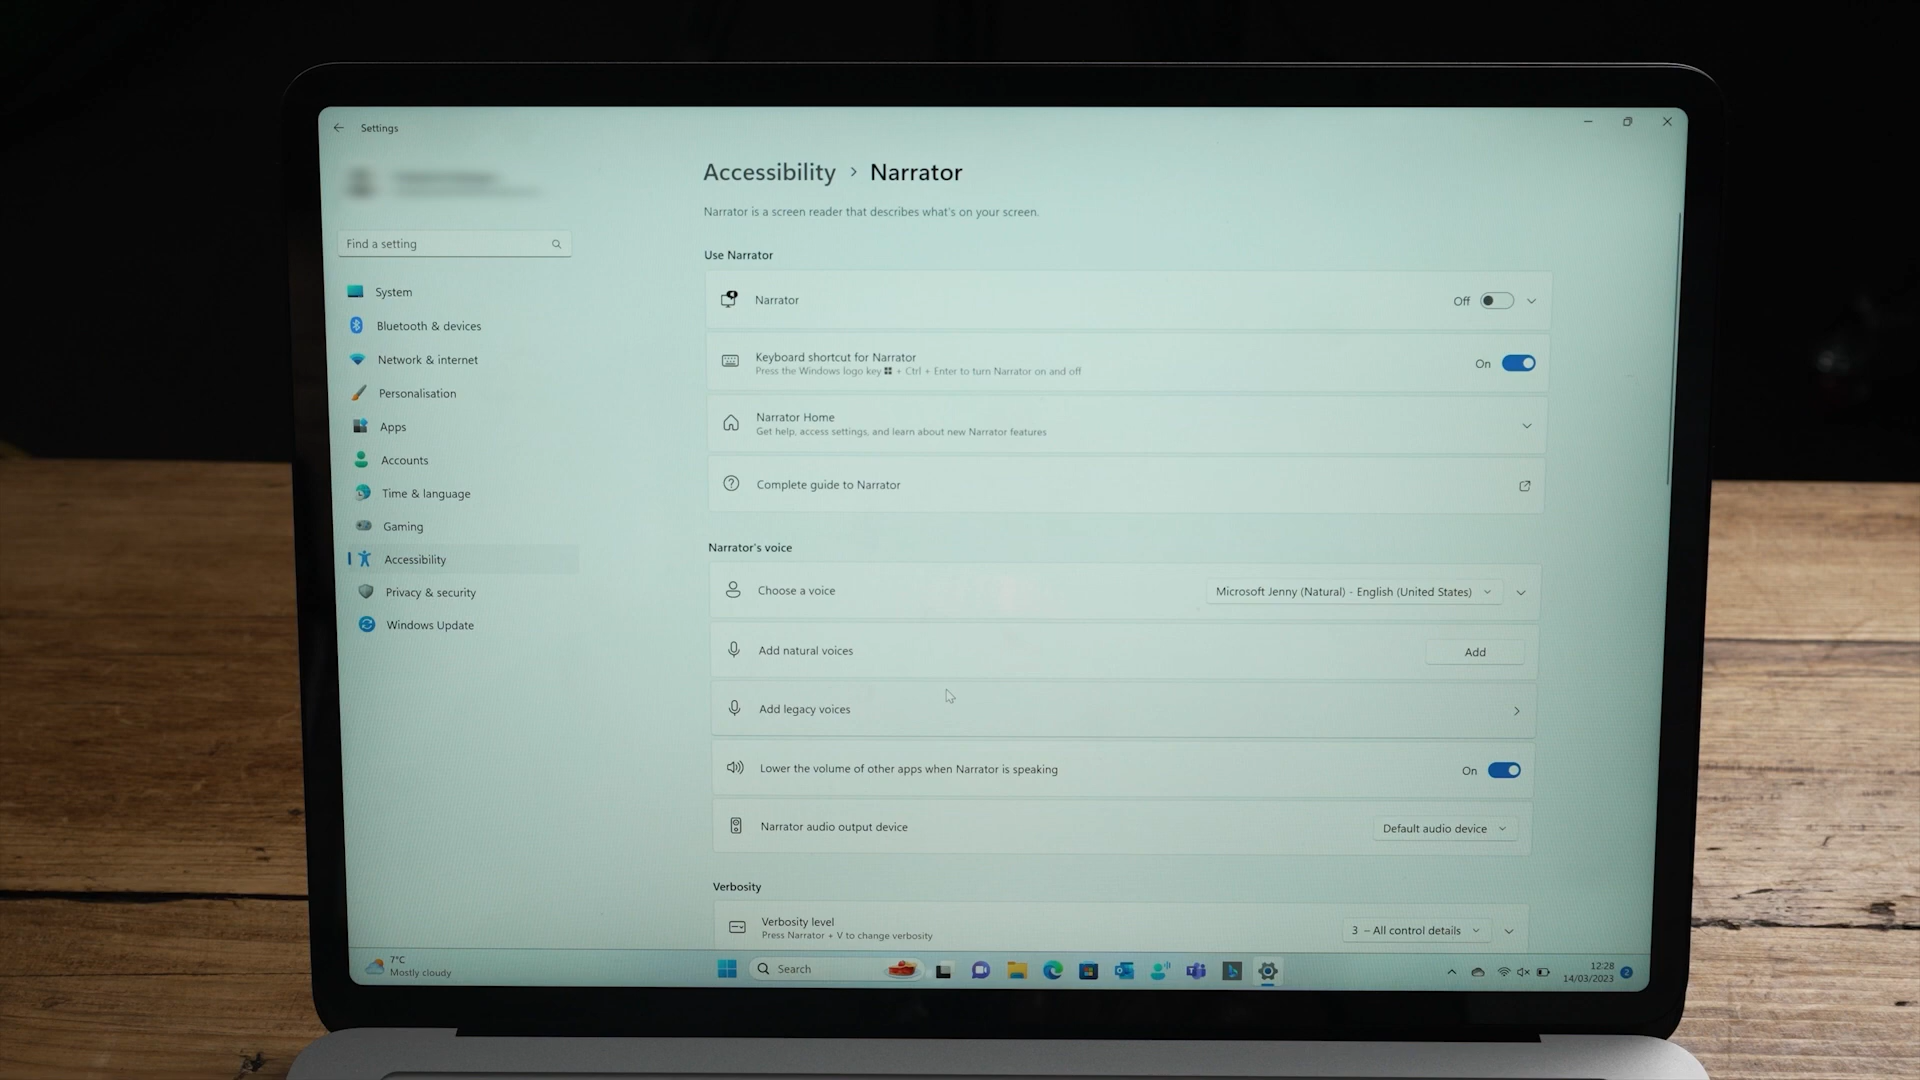 Settings
Accessibility > Narrator
Narrator is a screen reader that describes what's on your screen.
Find a setting
System
Bluetooth & devices
Network & internet
Personalisation
Apps
Accounts
Time & language
Gaming
Accessibility
Privacy & security
Windows Update
Use Narrator
Narrator
Off
Keyboard shortcut for Narrator
Press the Windows logo key + Ctrl + Enter to turn Narrator on and off
On
Narrator Home
Get help, access settings, and learn about new Narrator features
Complete guide to Narrator
Narrator's voice
Choose a voice
Microsoft Jenny (Natural) - English (United States)
Add natural voices
Add
Add legacy voices
Lower the volume of other apps when Narrator is speaking
On
Narrator audio output device
Default audio device
Verbosity
Verbosity level
Press Narrator + V to change verbosity
3 - All control details
7°C
Mostly cloudy
Search
12:28
14/03/2023
2